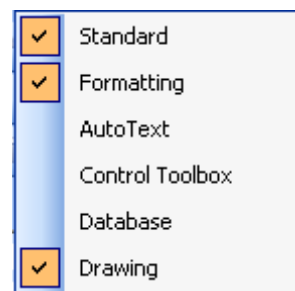 Standard
Formatting
AutoText
Control Toolbox
Database
Drawing